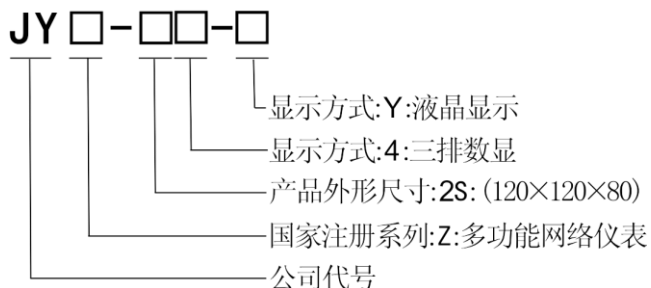 JY□-□□-□
显示方式:Y:液晶显示
显示方式:4:三排数显
产品外形尺寸:2S:(120×120×80)
国家注册系列:Z:多功能网络仪表
公司代号